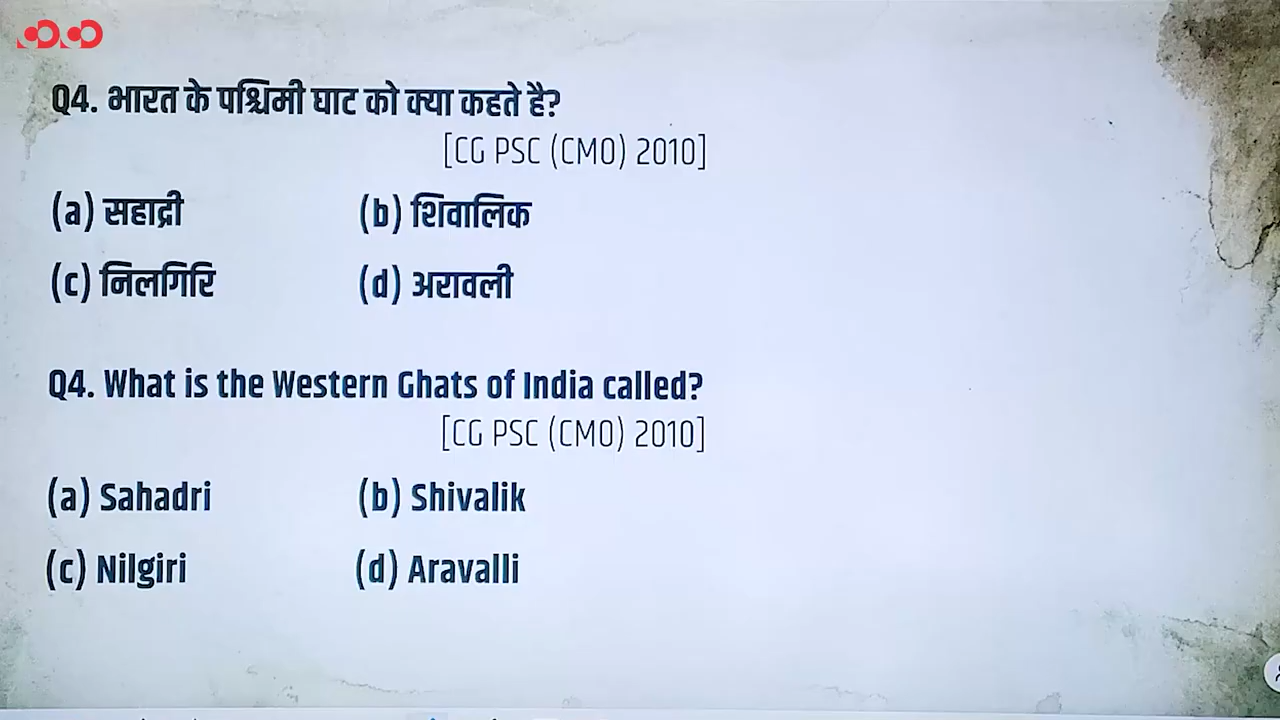 Q4. भारत के पश्चिमी घाट को क्या कहते है?
[CG PSC (CMO) 2010]
(a) सहाद्री (b) शिवालिक
(c) निलगिरि (d) अरावली
Q4. What is the Western Ghats of India called?
[CG PSC (CMO) 2010]
(a) Sahadri (b) Shivalik
(c) Nilgiri (d) Aravalli